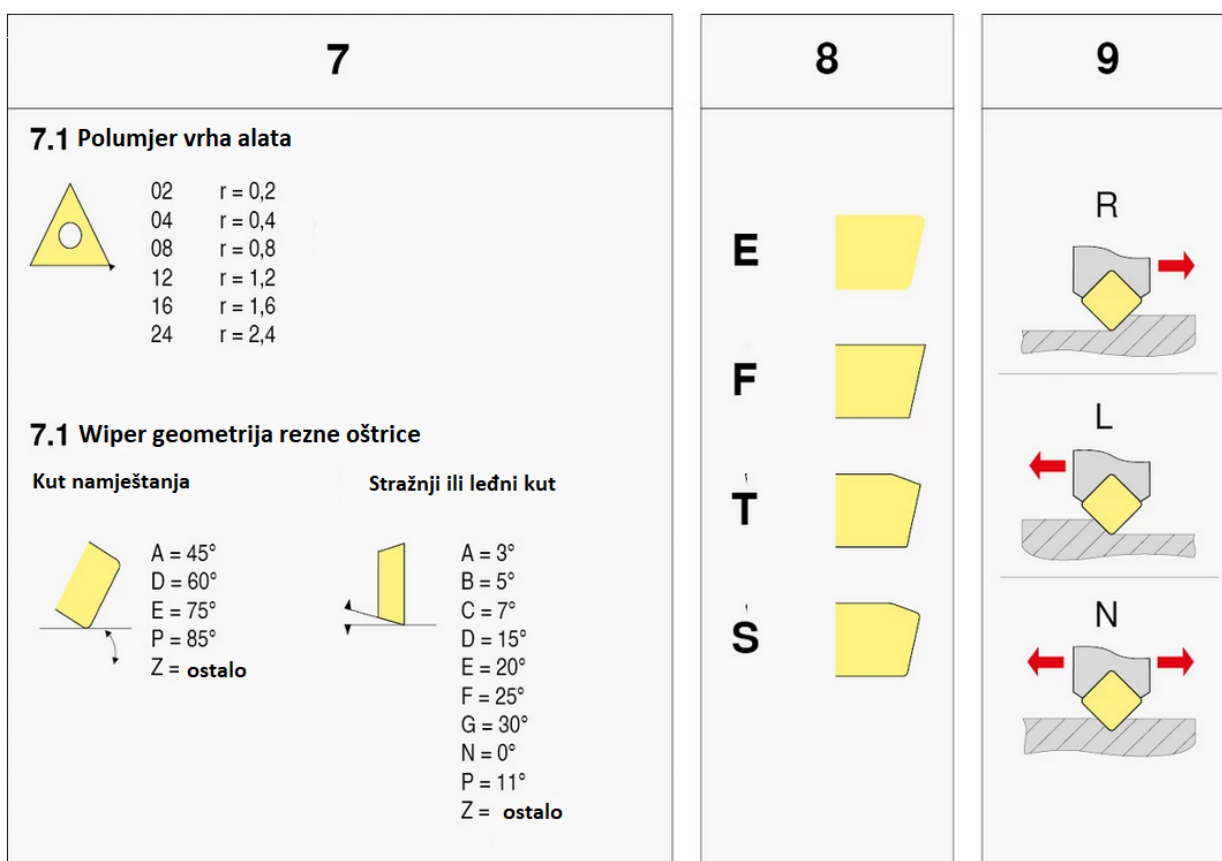 7
7.1 Polumjer vrha alata
02 r = 0,2
04 r = 0,4
08 r = 0,8
12 r = 1,2
16 r = 1,6
24 r = 2,4
7.1 Wiper geometrija rezne oštrice
Kut namještanja
A = 45°
D = 60°
E = 75°
P = 85°
Z = ostalo
Stražnji ili leđni kut
A = 3°
B = 5°
C = 7°
D = 15°
E = 20°
F = 25°
G = 30°
N = 0°
P = 11°
Z = ostalo
8
E
F
T
S
9
R
L
N